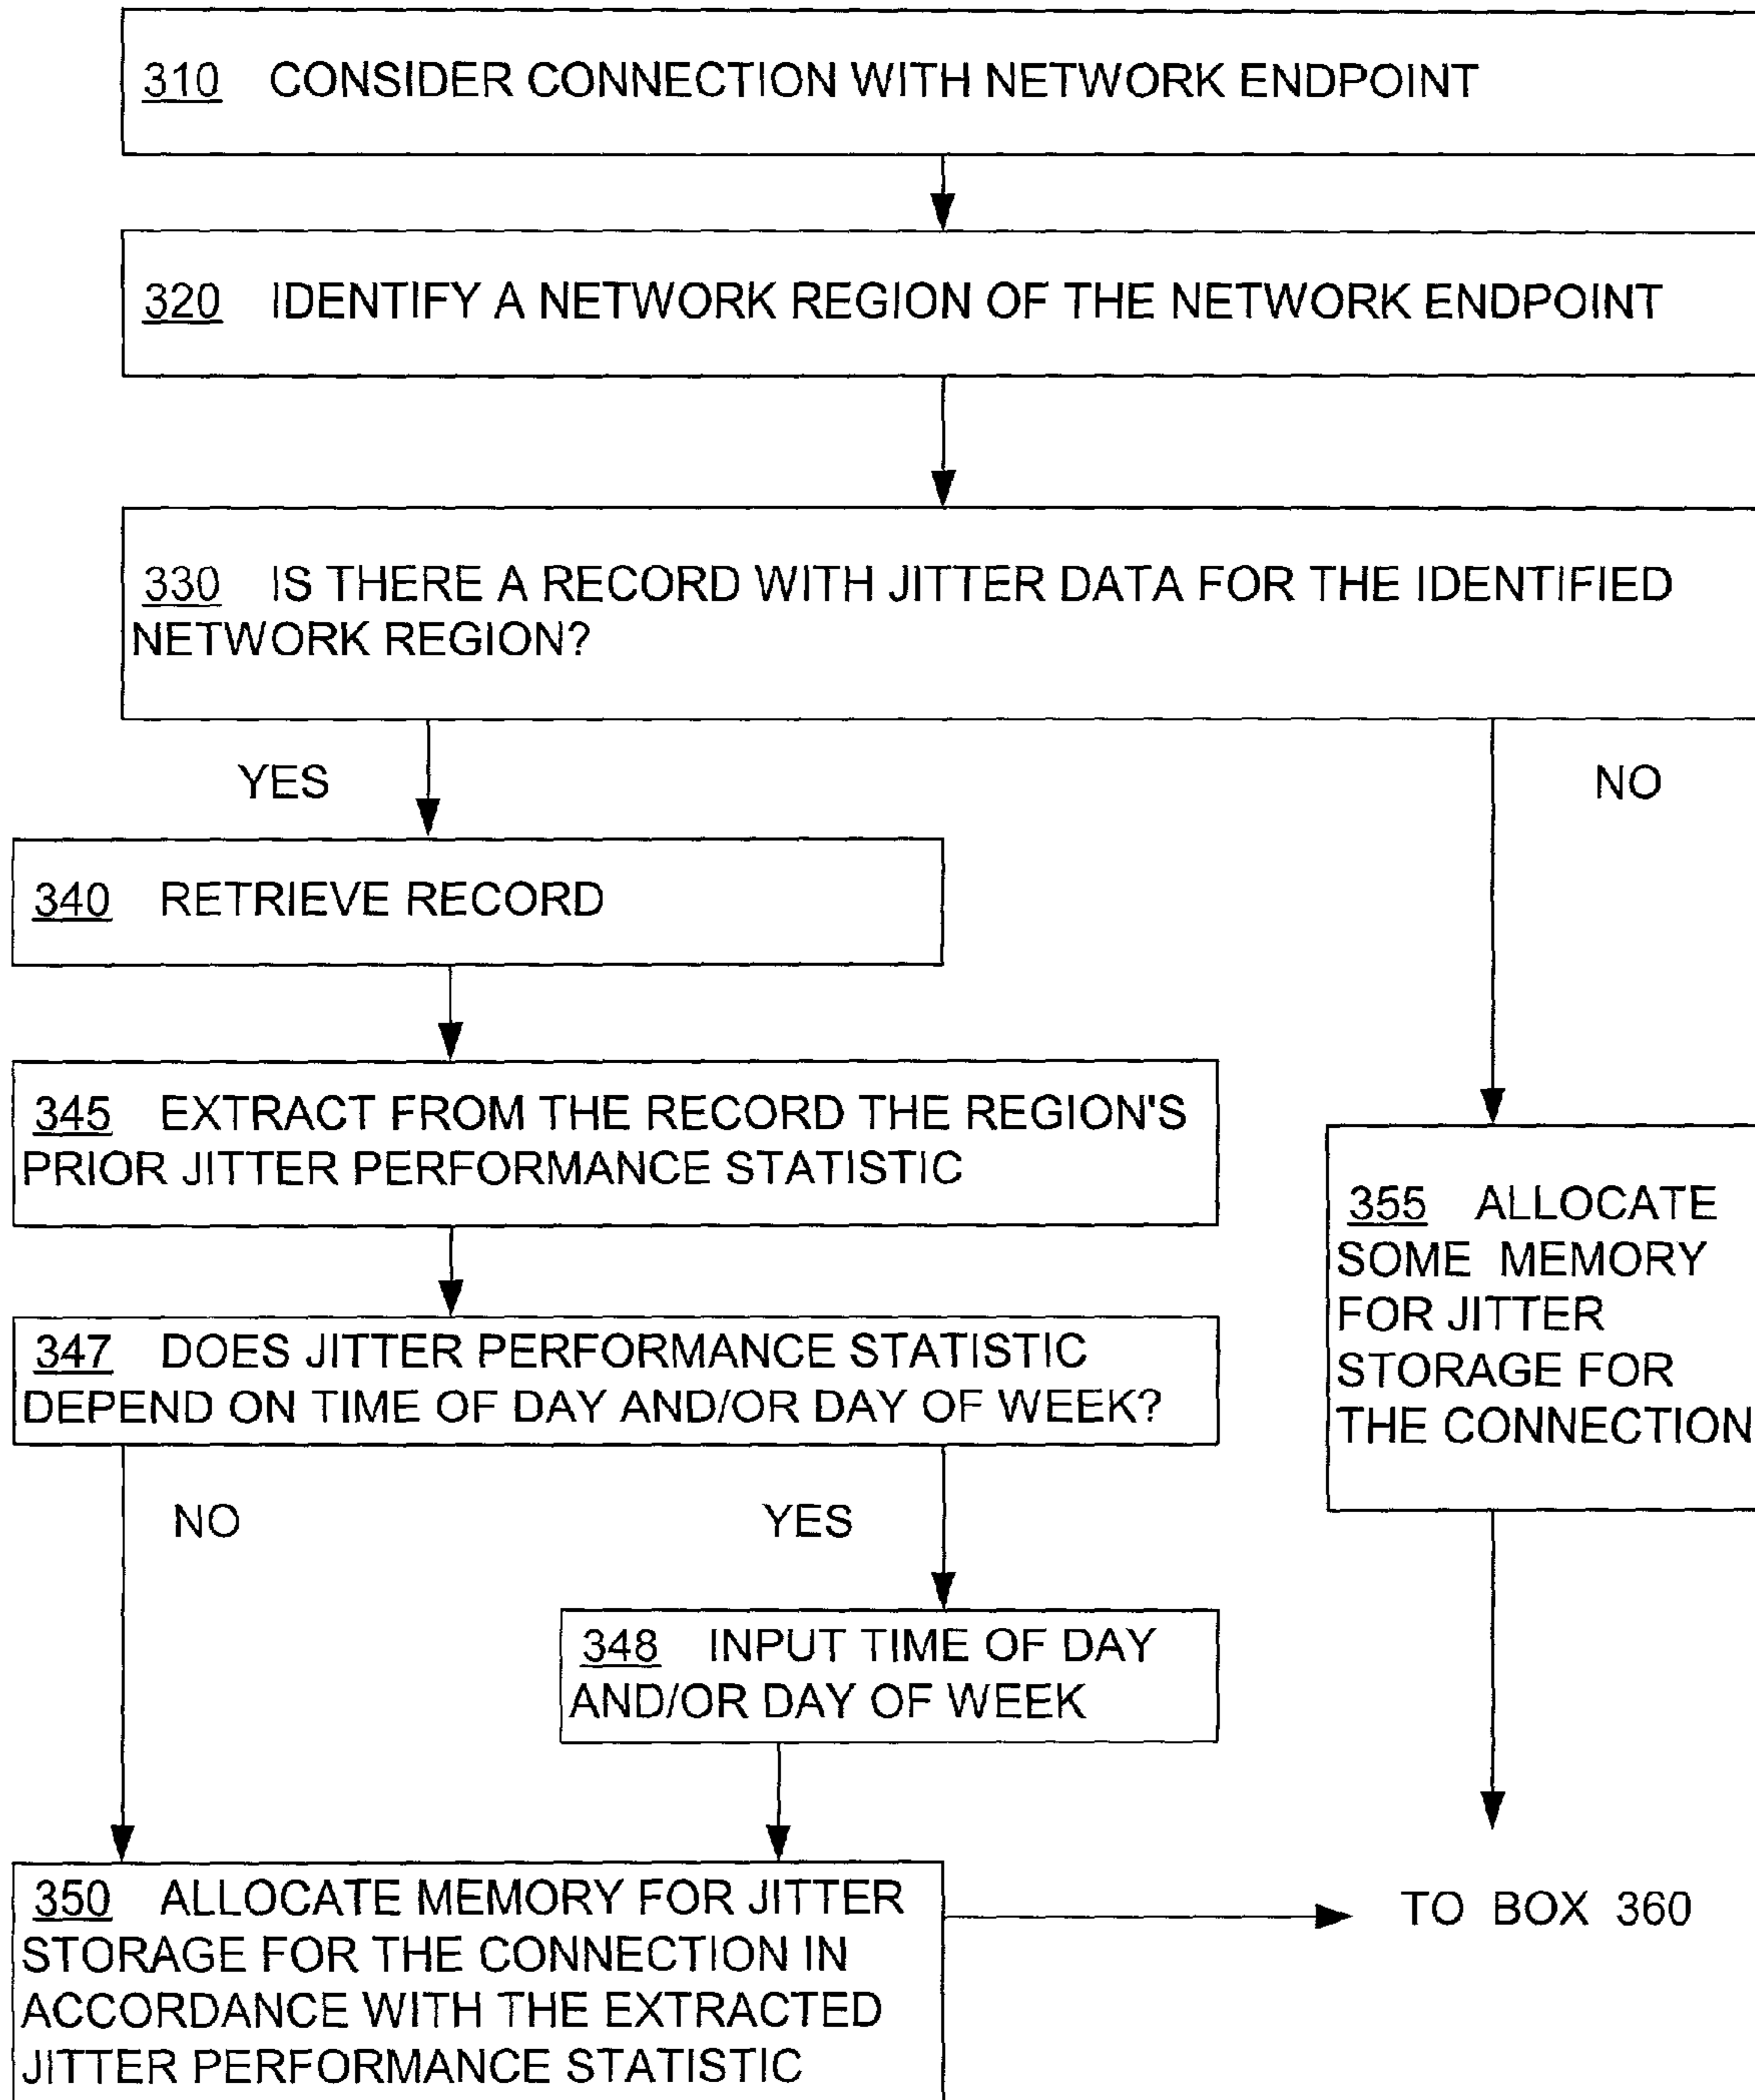 310 CONSIDER CONNECTION WITH NETWORK ENDPOINT
320 IDENTIFY A NETWORK REGION OF THE NETWORK ENDPOINT
330 IS THERE A RECORD WITH JITTER DATA FOR THE IDENTIFIED
NETWORK REGION?
YES
NO
340 RETRIEVE RECORD
345 EXTRACT FROM THE RECORD THE REGION'S
PRIOR JITTER PERFORMANCE STATISTIC
355 ALLOCATE
SOME MEMORY
FOR JITTER
STORAGE FOR
THE CONNECTION
347 DOES JITTER PERFORMANCE STATISTIC
DEPEND ON TIME OF DAY AND/OR DAY OF WEEK?
NO
YES
348 INPUT TIME OF DAY
AND/OR DAY OF WEEK
350 ALLOCATE MEMORY FOR JITTER
STORAGE FOR THE CONNECTION IN
ACCORDANCE WITH THE EXTRACTED
JITTER PERFORMANCE STATISTIC
TO BOX 360